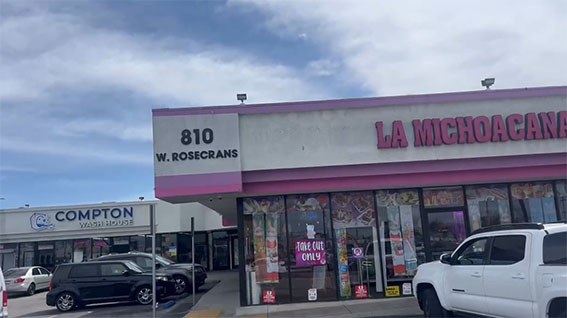 810
W. ROSECRANS
LA MICHOACANA
COMPTON
WASH HOUSE
TAKE OUT
ONLY